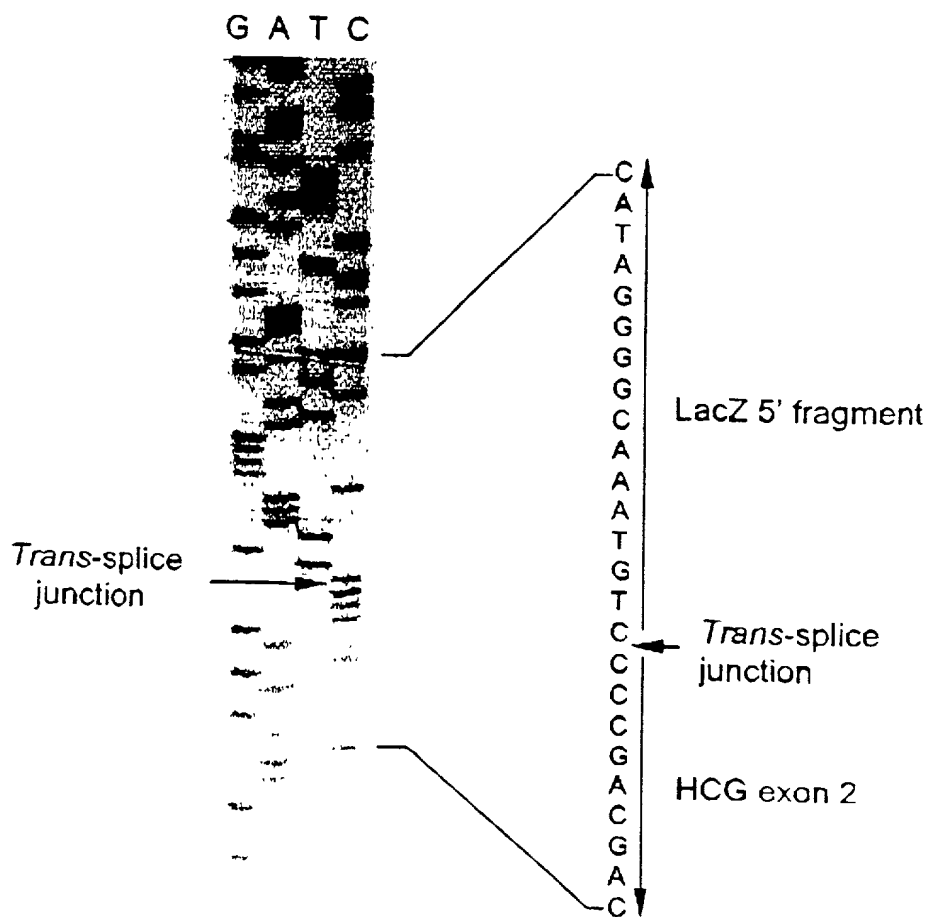 G A T C
C
A
T
A
G
G
G
G
C
A
A
A
T
G
T
C
C
C
C
G
A
C
G
A
C
LacZ 5' fragment
Trans-splice
junction
Trans-splice
junction
HCG exon 2